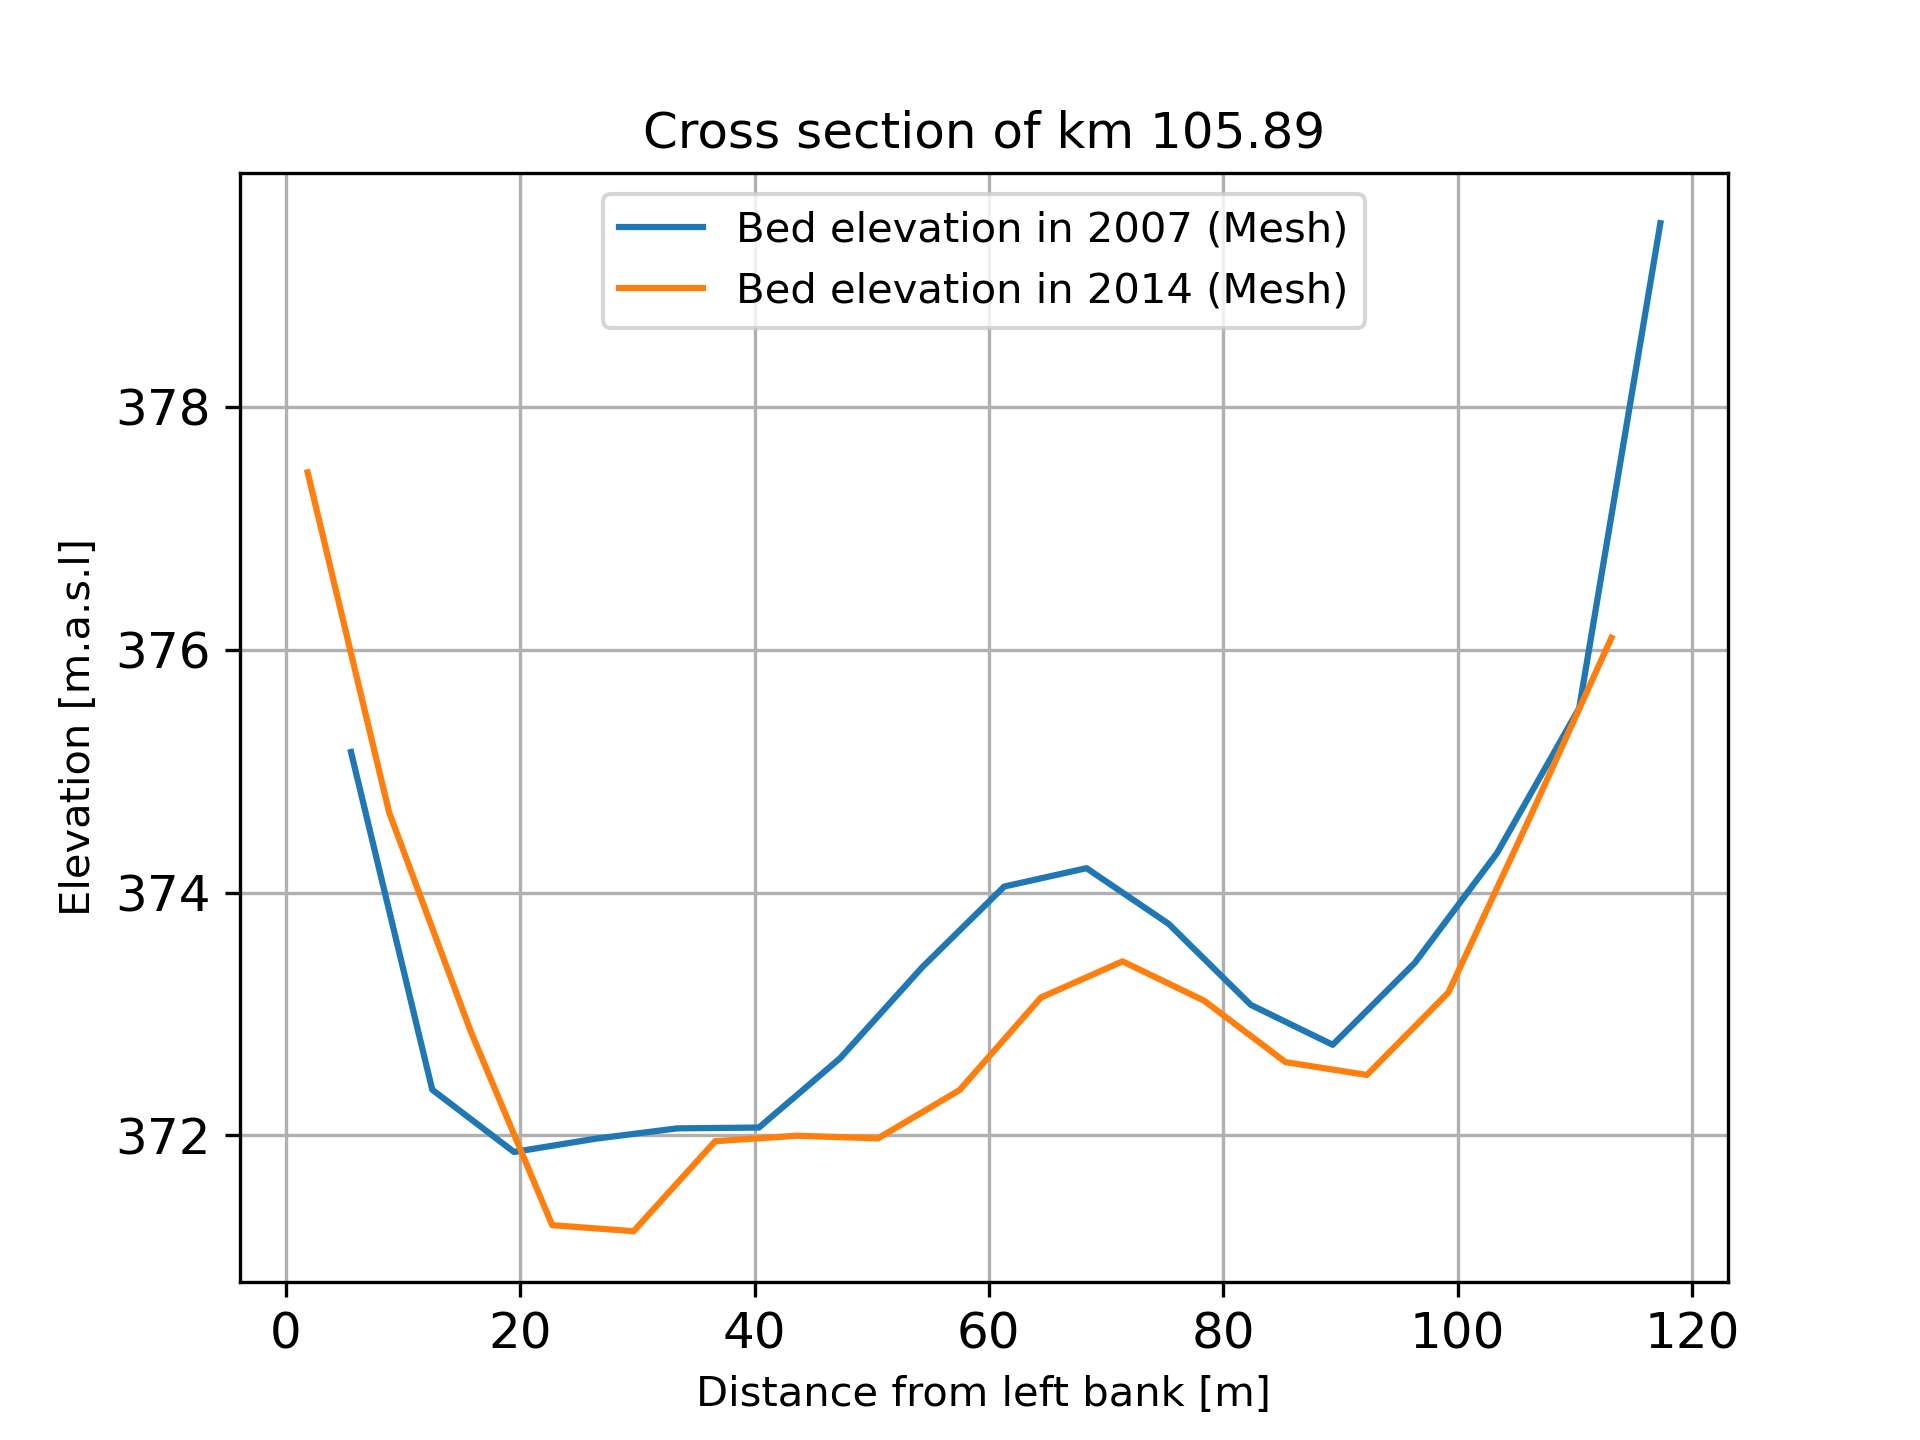 Cross section of km 105.89
Bed elevation in 2007 (Mesh)
Bed elevation in 2014 (Mesh)
Elevation [m.a.s.l]
378
376
374
372
0 20 40 60 80 100 120
Distance from left bank [m]